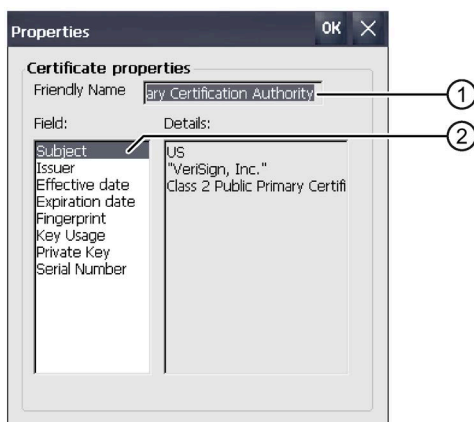 Properties OK
Certificate properties
Friendly Name ary Certification Authority
1
Field: Details:
2
Subject
Issuer
Effective date
Expiration date
Fingerprint
Key Usage
Private Key
Serial Number
US
"VeriSign, Inc."
Class 2 Public Primary Certifi